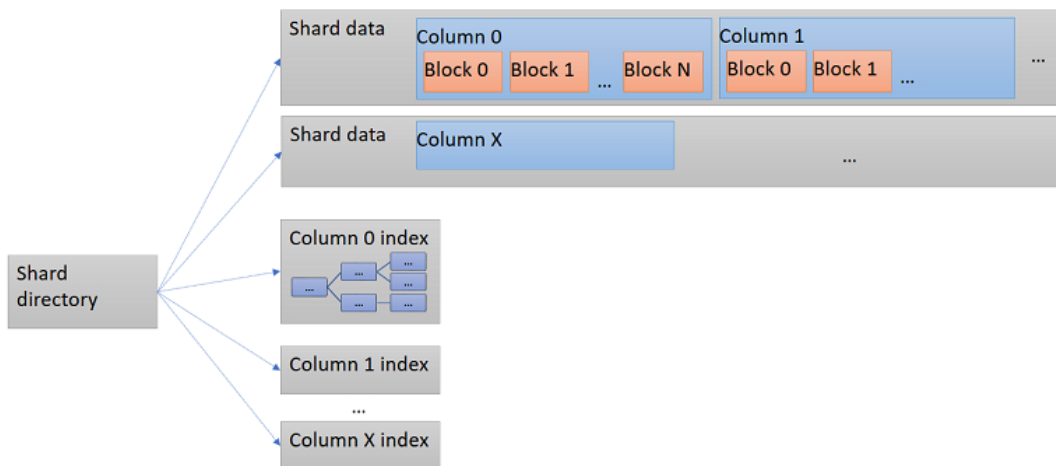 Shard data
Column 0
Block 0
Block 1
...
Block N
Column 1
Block 0
Block 1
...
...
Shard data
Column X
...
Shard
directory
Column 0 index
...
...
...
...
...
...
Column 1 index
...
Column X index